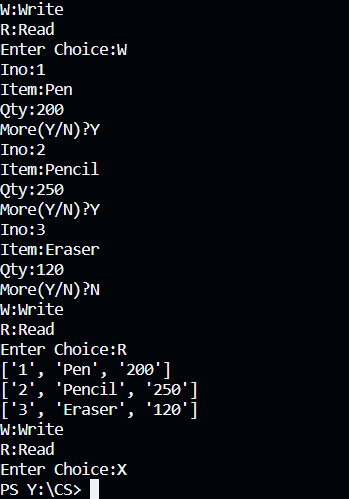 W:Write
R:Read
Enter Choice:W
Ino:1
Item:Pen
Qty:200
More(Y/N)?Y
Ino:2
Item:Pencil
Qty:250
More(Y/N)?Y
Ino:3
Item:Eraser
Qty:120
More(Y/N)?N
W:Write
R:Read
Enter Choice:R
['1', 'Pen', '200']
['2', 'Pencil', '250']
['3', 'Eraser', '120']
W:Write
R:Read
Enter Choice:X
PS Y:\CS>